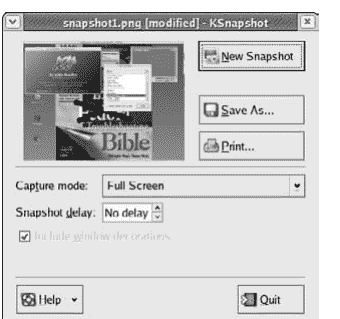 snapshot1.png [modified] - KSnapshot
New Snapshot
Save As...
Bible
Print...
Capture mode: Full Screen
Snapshot delay: No delay
Include window decorations
Help
Quit